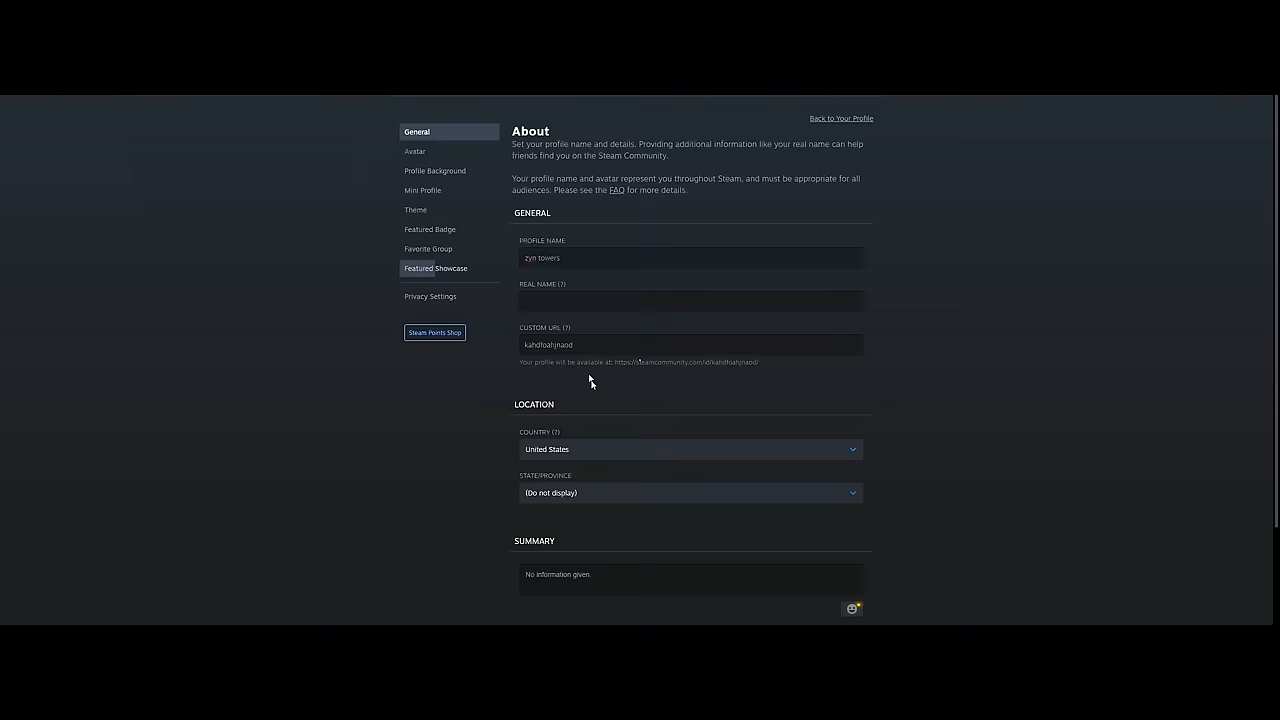 Back to Your Profile
General
Avatar
Profile Background
Mini Profile
Theme
Featured Badge
Favorite Group
Featured Showcase
Privacy Settings
Steam Points Shop
About
Set your profile name and details. Providing additional information like your real name can help
friends find you on the Steam Community.
Your profile name and avatar represent you throughout Steam, and must be appropriate for all
audiences. Please see the FAQ for more details.
GENERAL
PROFILE NAME
zyn towers
REAL NAME (?)
CUSTOM URL (?)
kahdfoahjnaod
Your profile will be available at: https://steamcommunity.com/id/kahdfoahjnaod/
LOCATION
COUNTRY (?)
United States
STATE/PROVINCE
(Do not display)
SUMMARY
No information given.